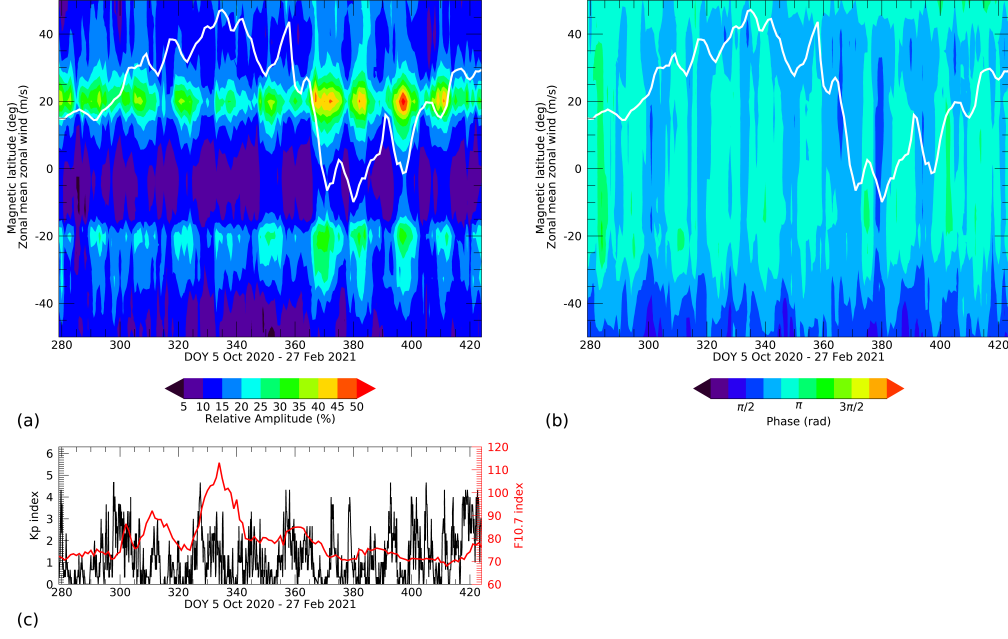 Magnetic latitude (deg)
Zonal mean zonal wind (m/s)
40
20
0
-20
-40
280 300 320 340 360 380 400 420
DOY 5 Oct 2020 - 27 Feb 2021
5 10 15 20 25 30 35 40 45 50
Relative Amplitude (%)
(a)
Magnetic latitude (deg)
Zonal mean zonal wind (m/s)
40
20
0
-20
-40
280 300 320 340 360 380 400 420
DOY 5 Oct 2020 - 27 Feb 2021
π/2 π 3π/2
Phase (rad)
(b)
Kp index
6
5
4
3
2
1
0
120
110
100
90
80
70
60
F10.7 index
280 300 320 340 360 380 400 420
DOY 5 Oct 2020 - 27 Feb 2021
(c)